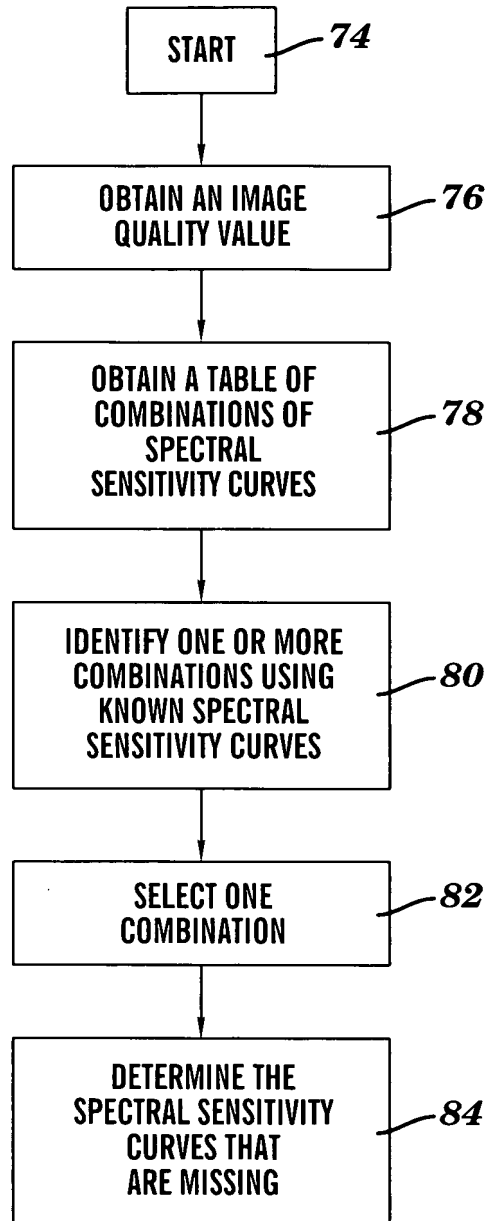 START
74
OBTAIN AN IMAGE
QUALITY VALUE
76
OBTAIN A TABLE OF
COMBINATIONS OF
SPECTRAL
SENSITIVITY CURVES
78
IDENTIFY ONE OR MORE
COMBINATIONS USING
KNOWN SPECTRAL
SENSITIVITY CURVES
80
SELECT ONE
COMBINATION
82
DETERMINE THE
SPECTRAL SENSITIVITY
CURVES THAT
ARE MISSING
84